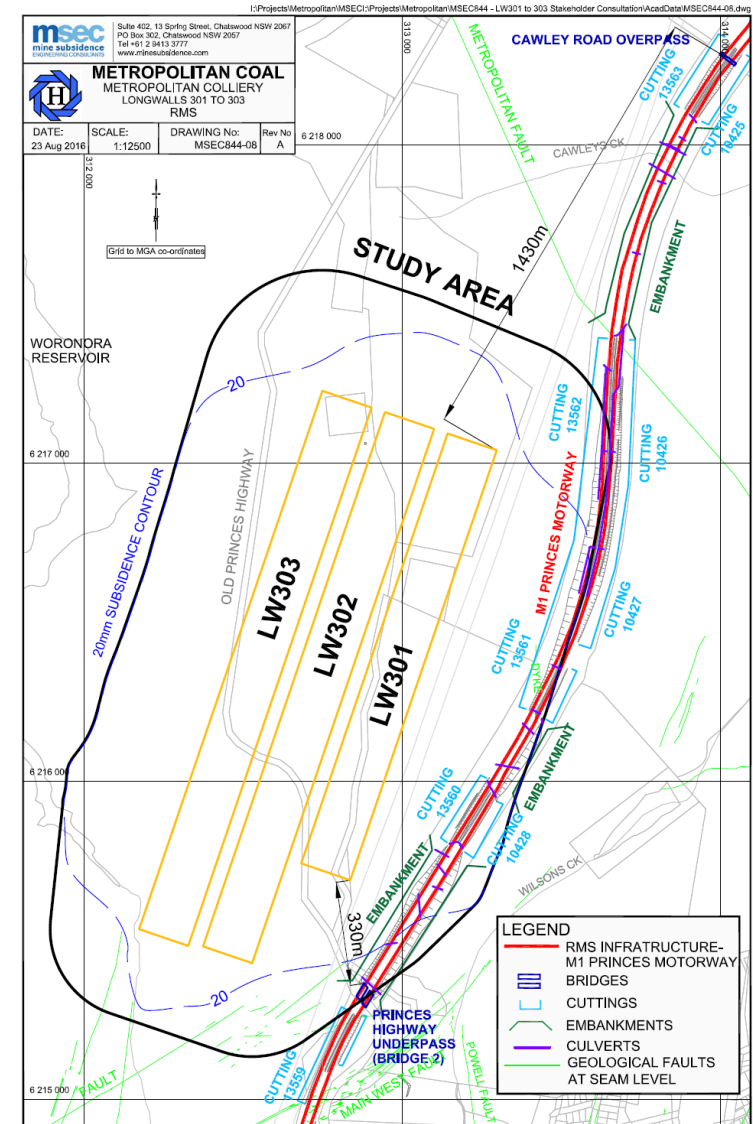 I:\Projects\Metropolitan\MSECI:\Projects\Metropolitan\MSEC844 - LW301 to 303 Stakeholder Consultation\AcadData\MSEC844-08.dwg
msec
mine subsidence
ENGINEERING CONSULTANTS
Suite 402, 13 Spring Street, Chatswood NSW 2067
PO Box 302, Chatswood NSW 2057
Tel +61 2 9413 3777
www.minesubsidence.com
H
METROPOLITAN COAL
METROPOLITAN COLLIERY
LONGWALLS 301 TO 303
RMS
DATE:
23 Aug 2016
SCALE:
1:12500
DRAWING No:
MSEC844-08
Rev No
A
312 000
313 000
314 000
6 218 000
6 217 000
6 216 000
6 215 000
Grid to MGA co-ordinates
CAWLEY ROAD OVERPASS
METROPOLITAN FAULT
CUTTING
13563
CUTTING
10425
CAWLEY'S CK
1430m
EMBANKMENT
STUDY AREA
WORONORA
RESERVOIR
20
20mm SUBSIDENCE CONTOUR
OLD PRINCES HIGHWAY
CUTTING
13562
CUTTING
10426
M1 PRINCES MOTORWAY
LW303
LW302
LW301
CUTTING
10427
CUTTING
13561
DYKE
EMBANKMENT
CUTTING
13560
CUTTING
10428
EMBANKMENT
WILSONS CK
330m
20
PRINCES
HIGHWAY
UNDERPASS
(BRIDGE 2)
CUTTING
13559
FAULT
MAIN WEST FAULT
POWELL FAULT
LEGEND
RMS INFRATRUCTURE-
M1 PRINCES MOTORWAY
BRIDGES
CUTTINGS
EMBANKMENTS
CULVERTS
GEOLOGICAL FAULTS
AT SEAM LEVEL